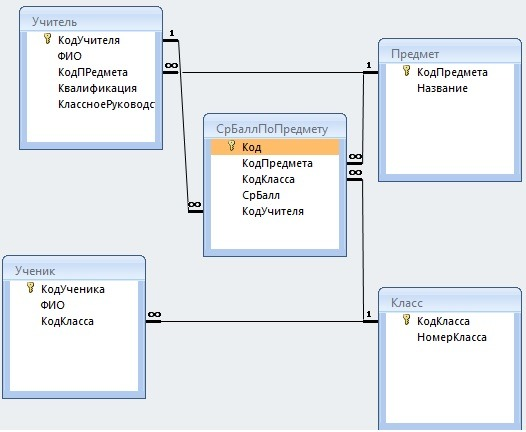 Учитель
КодУчителя
ФИО
КодПРедмета
Квалификация
КлассноеРуководс
1
∞
1
Предмет
КодПредмета
Название
СрБаллПоПредмету
Код
КодПредмета
КодКласса
СрБалл
КодУчителя
∞
∞
∞
Ученик
КодУченика
ФИО
КодКласса
∞
1
Класс
КодКласса
НомерКласса